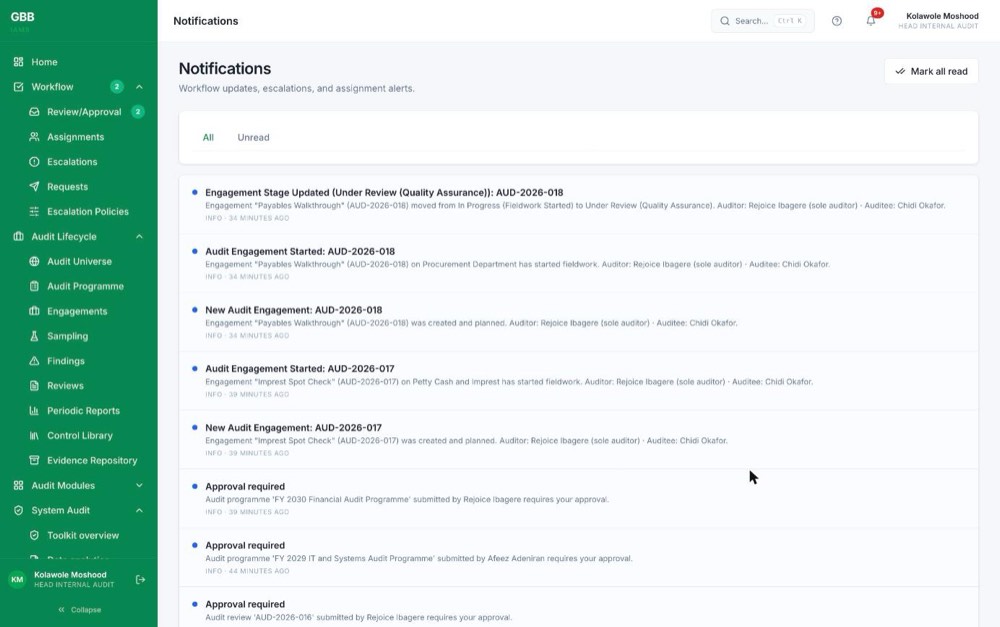 GBB
Notifications
Search...
Ctrl K
9+
Kolawole Moshood
HEAD INTERNAL AUDIT
Home
Workflow
2
Review/Approval
2
Assignments
Escalations
Requests
Escalation Policies
Audit Lifecycle
Audit Universe
Audit Programme
Engagements
Sampling
Findings
Reviews
Periodic Reports
Control Library
Evidence Repository
Audit Modules
System Audit
Toolkit overview
KM
Kolawole Moshood
HEAD INTERNAL AUDIT
Collapse
Notifications
Workflow updates, escalations, and assignment alerts.
Mark all read
All
Unread
Engagement Stage Updated (Under Review (Quality Assurance)): AUD-2026-018
Engagement "Payables Walkthrough" (AUD-2026-018) moved from In Progress (Fieldwork Started) to Under Review (Quality Assurance). Auditor: Rejoice Ibagere (sole auditor) · Auditee: Chidi Okafor.
INFO · 34 MINUTES AGO
Audit Engagement Started: AUD-2026-018
Engagement "Payables Walkthrough" (AUD-2026-018) on Procurement Department has started fieldwork. Auditor: Rejoice Ibagere (sole auditor) · Auditee: Chidi Okafor.
INFO · 34 MINUTES AGO
New Audit Engagement: AUD-2026-018
Engagement "Payables Walkthrough" (AUD-2026-018) was created and planned. Auditor: Rejoice Ibagere (sole auditor) · Auditee: Chidi Okafor.
INFO · 34 MINUTES AGO
Audit Engagement Started: AUD-2026-017
Engagement "Imprest Spot Check" (AUD-2026-017) on Petty Cash and Imprest has started fieldwork. Auditor: Rejoice Ibagere (sole auditor) · Auditee: Chidi Okafor.
INFO · 39 MINUTES AGO
New Audit Engagement: AUD-2026-017
Engagement "Imprest Spot Check" (AUD-2026-017) was created and planned. Auditor: Rejoice Ibagere (sole auditor) · Auditee: Chidi Okafor.
INFO · 39 MINUTES AGO
Approval required
Audit programme 'FY 2030 Financial Audit Programme' submitted by Rejoice Ibagere requires your approval.
INFO · 39 MINUTES AGO
Approval required
Audit programme 'FY 2029 IT and Systems Audit Programme' submitted by Afeez Adeniran requires your approval.
INFO · 44 MINUTES AGO
Approval required
Audit review 'AUD-2026-016' submitted by Rejoice Ibagere requires your approval.